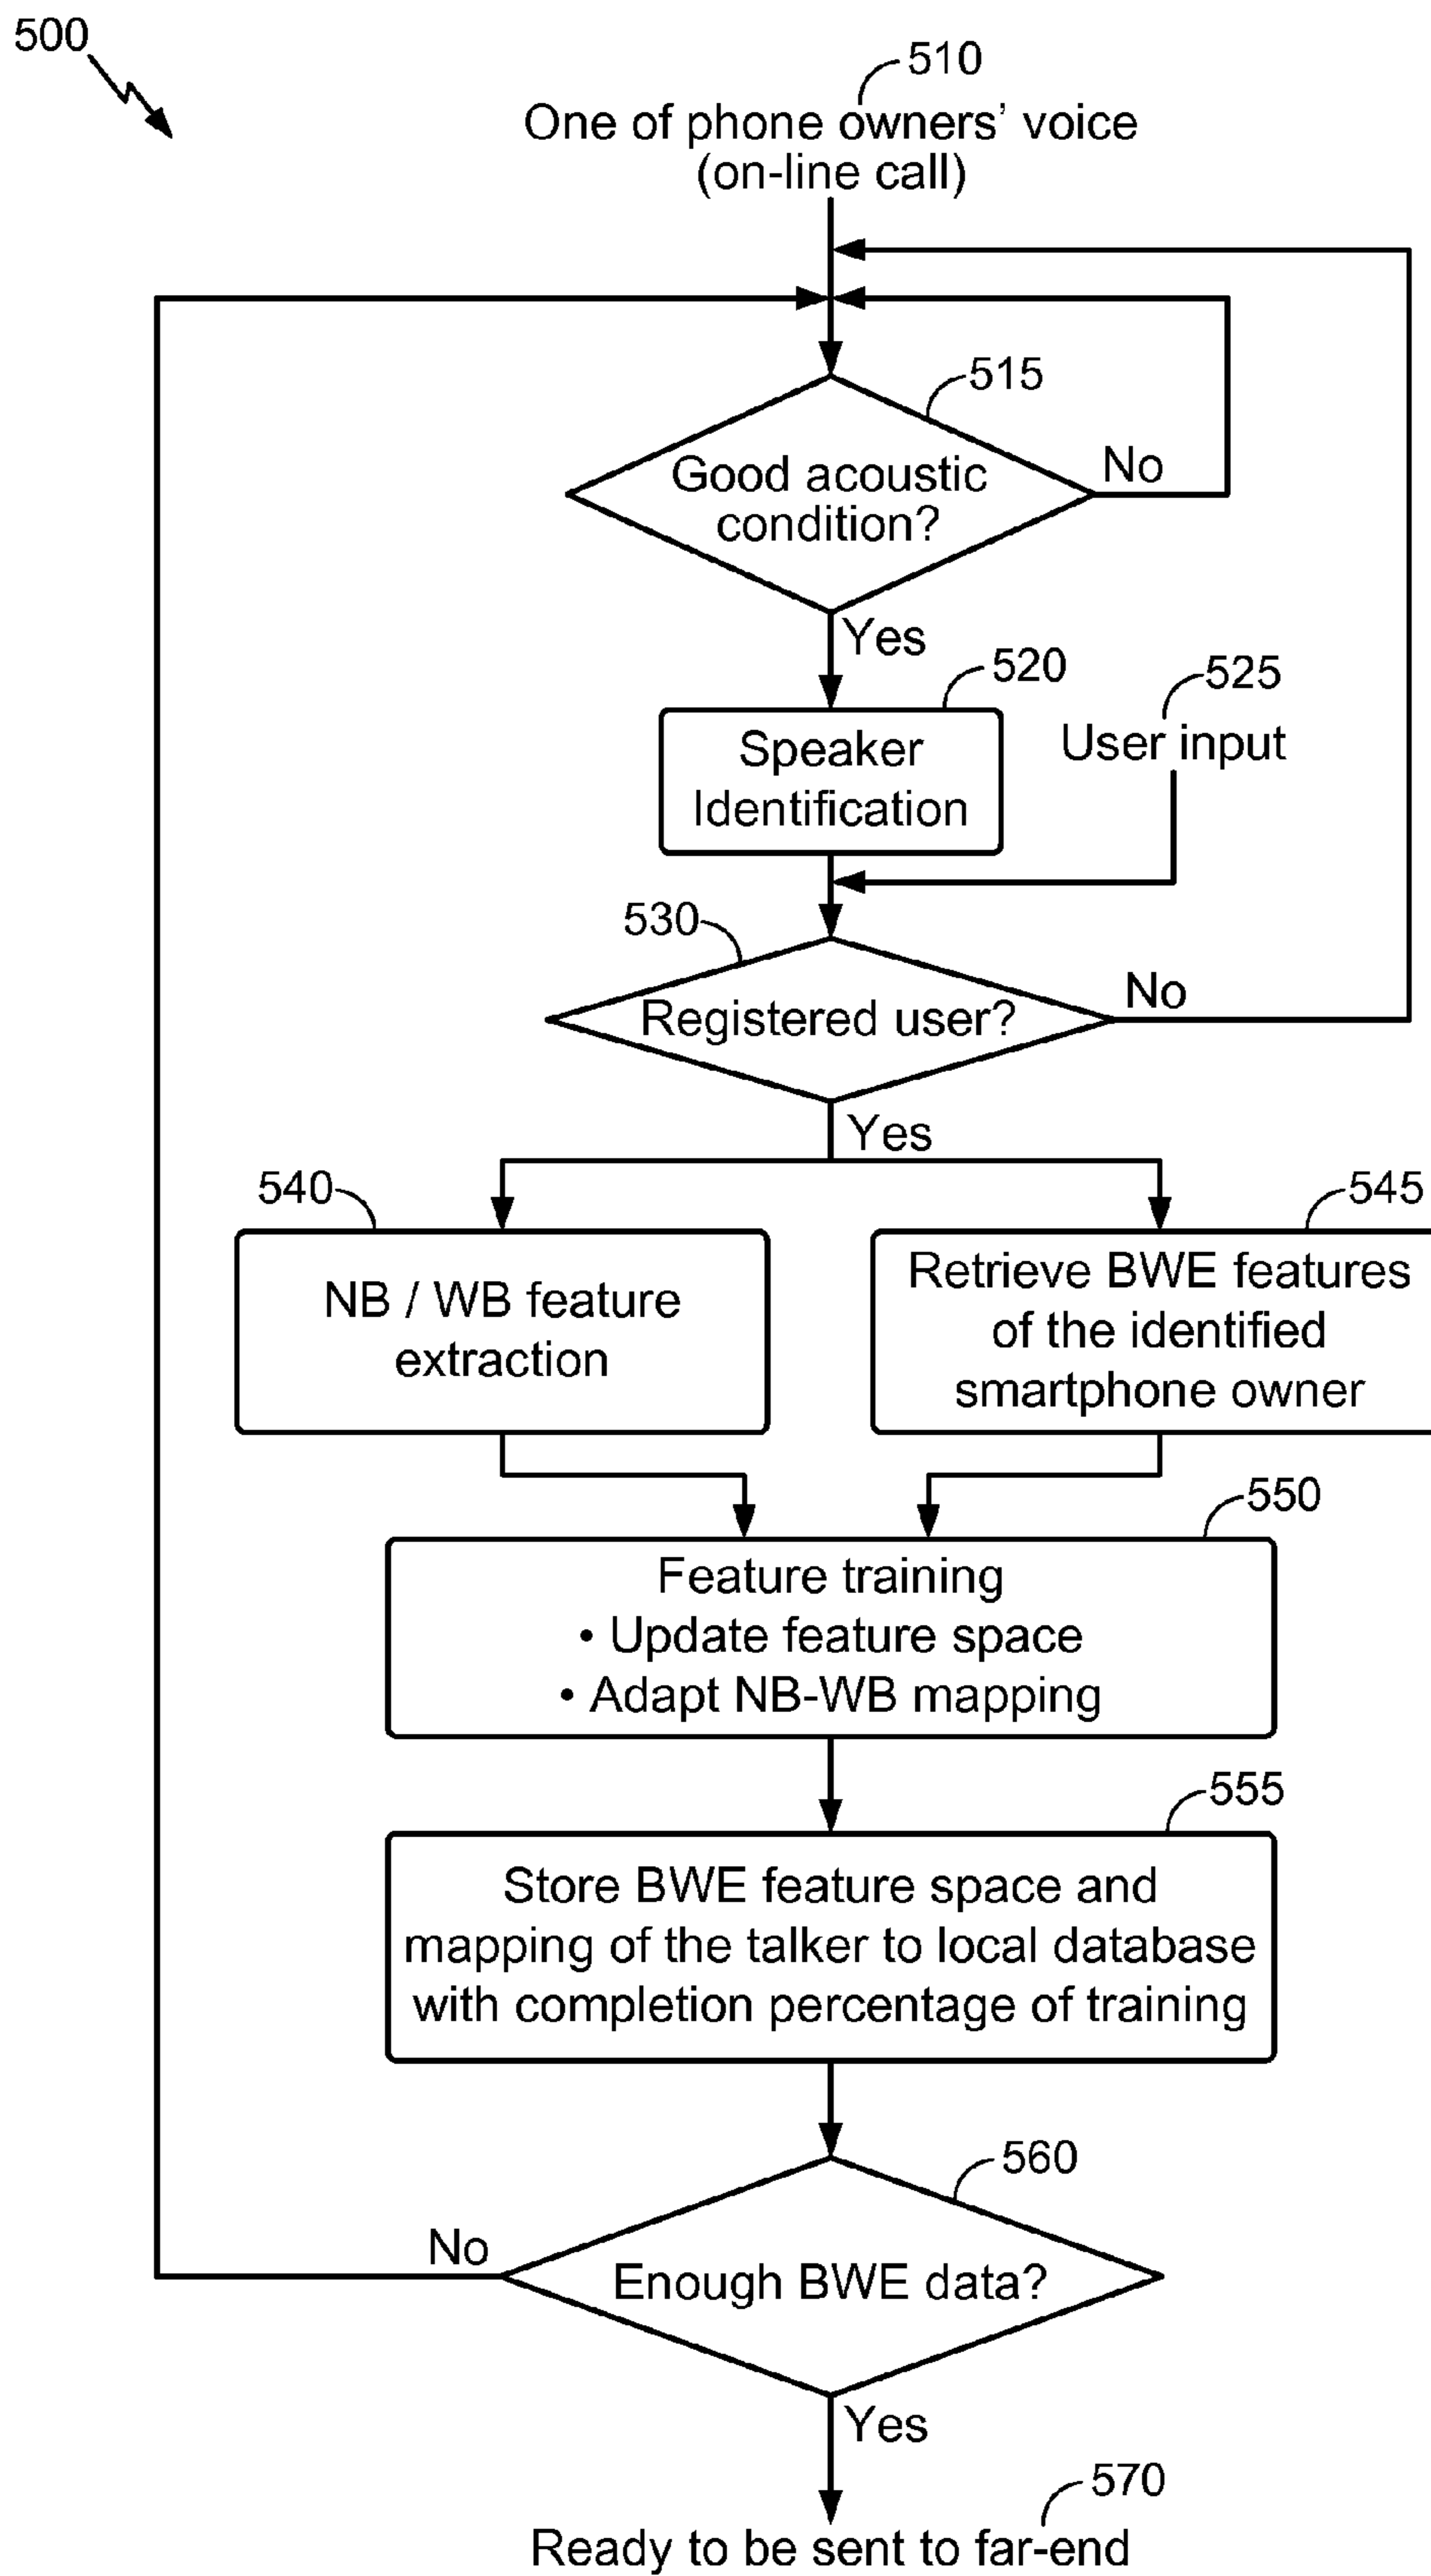 500
510
One of phone owners' voice
(on-line call)
515
Good acoustic
condition?
No
Yes
520
525
Speaker
Identification
User input
530
Registered user?
No
Yes
540
545
NB / WB feature
extraction
Retrieve BWE features
of the identified
smartphone owner
550
Feature training
• Update feature space
• Adapt NB-WB mapping
555
Store BWE feature space and
mapping of the talker to local database
with completion percentage of training
560
No
Enough BWE data?
Yes
570
Ready to be sent to far-end